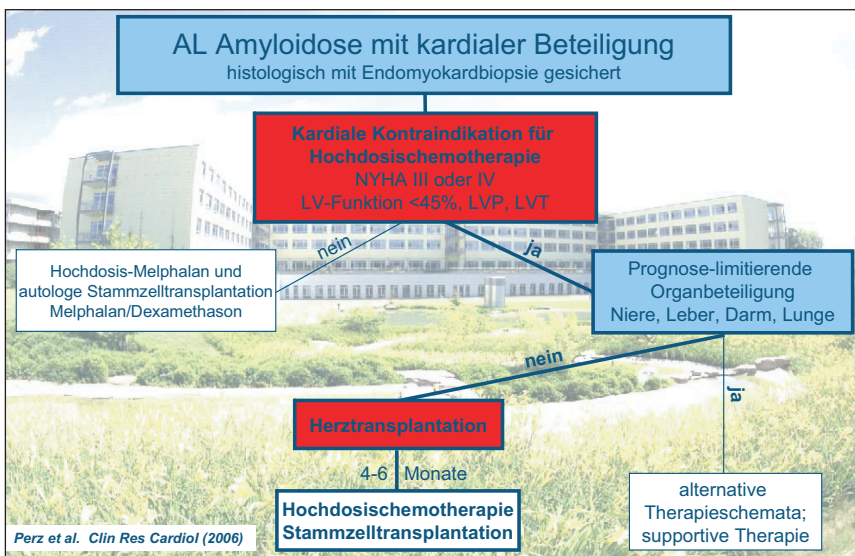 AL Amyloidose mit kardialer Beteiligung
histologisch mit Endomyokardbiopsie gesichert
Kardiale Kontraindikation für
Hochdosischemotherapie
NYHA III oder IV
LV-Funktion <45%, LVP, LVT
nein
ja
Hochdosis-Melphalan und
autologe Stammzelltransplantation
Melphalan/Dexamethason
Prognose-limitierende
Organbeteiligung
Niere, Leber, Darm, Lunge
nein
ja
Herztransplantation
4-6 Monate
Hochdosischemotherapie
Stammzelltransplantation
alternative
Therapieschemata;
supportive Therapie
Perz et al. Clin Res Cardiol (2006)